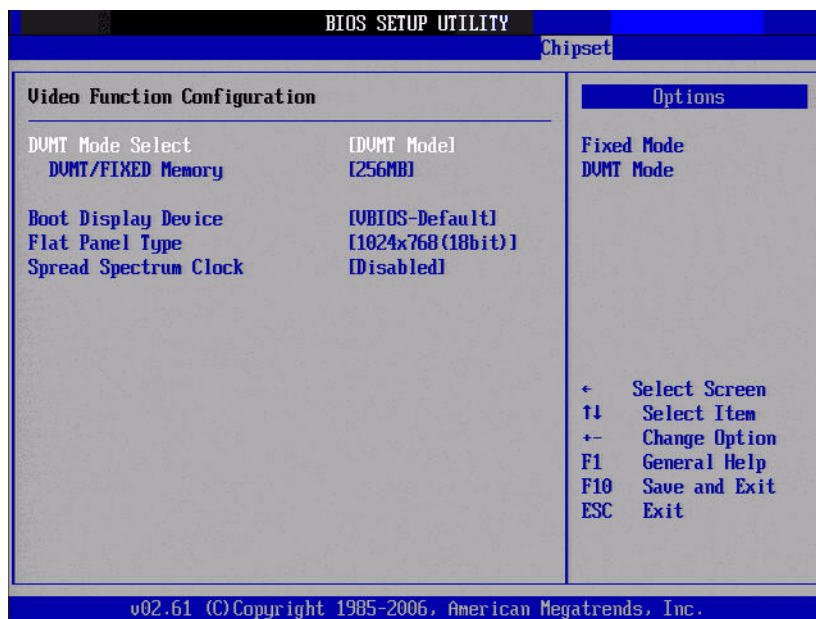 BIOS SETUP UTILITY
Chipset
Video Function Configuration
DVMT Mode Select [DVMT Mode]
DVMT/FIXED Memory [256MB]
Boot Display Device [VBIOS-Default]
Flat Panel Type [1024x768(18bit)]
Spread Spectrum Clock [Disabled]
Options
Fixed Mode
DVMT Mode
← Select Screen
↑↓ Select Item
+- Change Option
F1 General Help
F10 Save and Exit
ESC Exit
v02.61 (C)Copyright 1985-2006, American Megatrends, Inc.